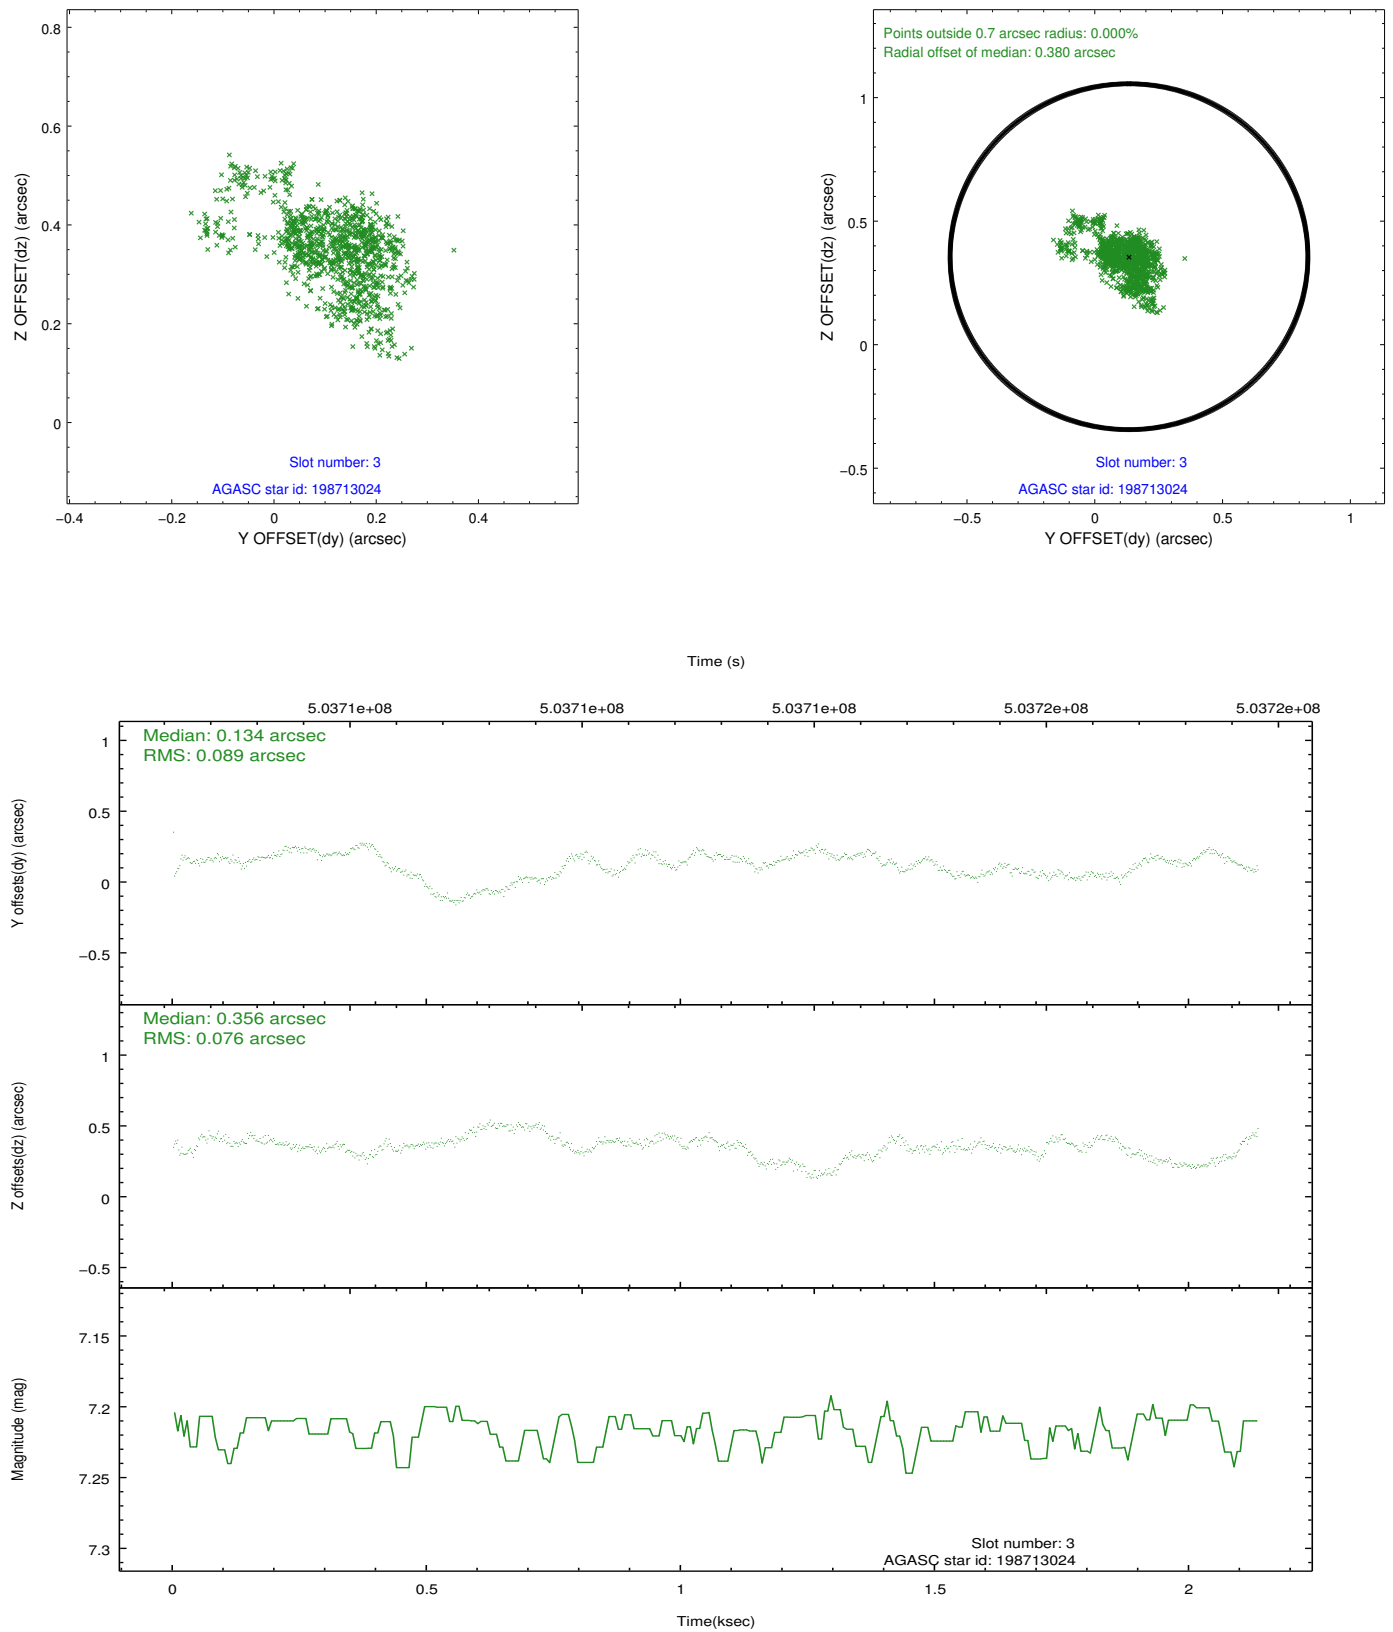 0.8
0.6
0.4
0.2
0
Z OFFSET(dz) (arcsec)
Slot number: 3
AGASC star id: 198713024
−0.4 −0.2 0 0.2 0.4
Y OFFSET(dy) (arcsec)
Points outside 0.7 arcsec radius: 0.000%
Radial offset of median: 0.380 arcsec
1
0.5
0
−0.5
Z OFFSET(dz) (arcsec)
Slot number: 3
AGASC star id: 198713024
−0.5 0 0.5 1
Y OFFSET(dy) (arcsec)
Time (s)
5.0371e+08 5.0371e+08 5.0371e+08 5.0372e+08 5.0372e+08
Median: 0.134 arcsec
RMS: 0.089 arcsec
1
0.5
0
−0.5
Y offsets(dy) (arcsec)
Median: 0.356 arcsec
RMS: 0.076 arcsec
1
0.5
0
−0.5
Z offsets(dz) (arcsec)
7.15
7.2
7.25
7.3
Magnitude (mag)
Slot number: 3
AGASC star id: 198713024
0 0.5 1 1.5 2
Time(ksec)